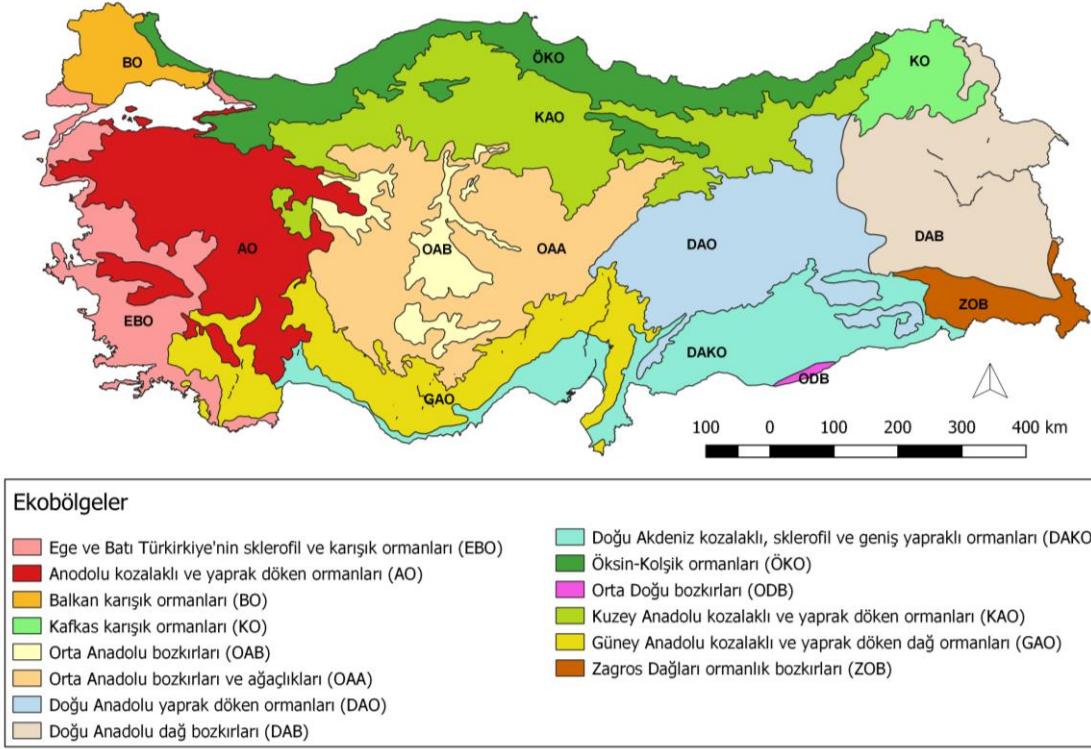 BO
ÖKO
KO
KAO
AO
OAB
OAA
DAO
DAB
EBO
ZOB
DAKO
ODB
GAO
100 0 100 200 300 400 km
Ekobölgeler
Ege ve Batı Türkirkiye'nin sklerofil ve karışık ormanları (EBO)
Anodolu kozalaklı ve yaprak döken ormanları (AO)
Balkan karışık ormanları (BO)
Kafkas karışık ormanları (KO)
Orta Anadolu bozkırları (OAB)
Orta Anadolu bozkırları ve ağaçlıkları (OAA)
Doğu Anadolu yaprak döken ormanları (DAO)
Doğu Anadolu dağ bozkırları (DAB)
Doğu Akdeniz kozalaklı, sklerofil ve geniş yapraklı ormanları (DAKO
Öksin-Kolşik ormanları (ÖKO)
Orta Doğu bozkırları (ODB)
Kuzey Anadolu kozalaklı ve yaprak döken ormanları (KAO)
Güney Anadolu kozalaklı ve yaprak döken dağ ormanları (GAO)
Zagros Dağları ormanlık bozkırları (ZOB)